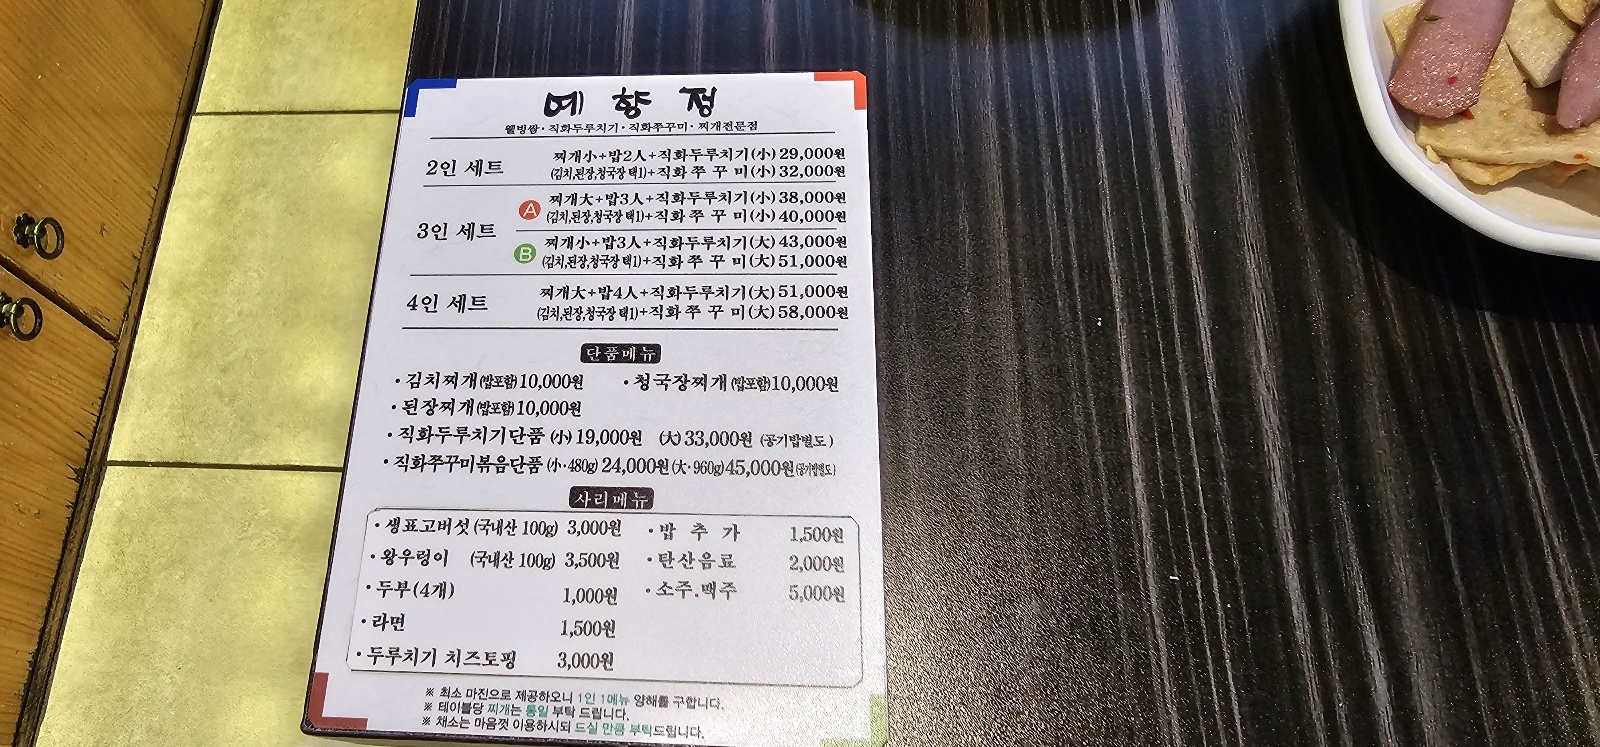 예향정
웰빙쌈·직화두루치기·직화쭈꾸미·찌개전문점
2인 세트
찌개小+밥2人+직화두루치기(小) 29,000원
(김치,된장,청국장 택1)+직화 쭈 꾸 미(小) 32,000원
3인 세트
A 찌개大+밥3人+직화두루치기(小) 38,000원
(김치,된장,청국장 택1)+직화 쭈 꾸 미(小) 40,000원
B 찌개小+밥3人+직화두루치기(大) 43,000원
(김치,된장,청국장 택1)+직화 쭈 꾸 미(大) 51,000원
4인 세트
찌개大+밥4人+직화두루치기(大) 51,000원
(김치,된장,청국장 택1)+직화 쭈 꾸 미(大) 58,000원
단품메뉴
·김치찌개(밥포함)10,000원 ·청국장찌개(밥포함)10,000원
·된장찌개(밥포함)10,000원
·직화두루치기단품 (小) 19,000원 (大) 33,000원 (공기밥별도)
·직화쭈꾸미볶음단품 (小·480g) 24,000원 (大·960g) 45,000원 (공기밥별도)
사리메뉴
·생표고버섯 (국내산 100g) 3,000원 ·밥 추 가 1,500원
·왕우렁이 (국내산 100g) 3,500원 ·탄산음료 2,000원
·두부(4개) 1,000원 ·소주.맥주 5,000원
·라면 1,500원
·두루치기 치즈토핑 3,000원
※ 최소 마진으로 제공하오니 1인 1메뉴 양해를 구합니다.
※ 테이블당 찌개는 통일 부탁 드립니다.
※ 채소는 마음껏 이용하시되 드실 만큼 부탁드립니다.